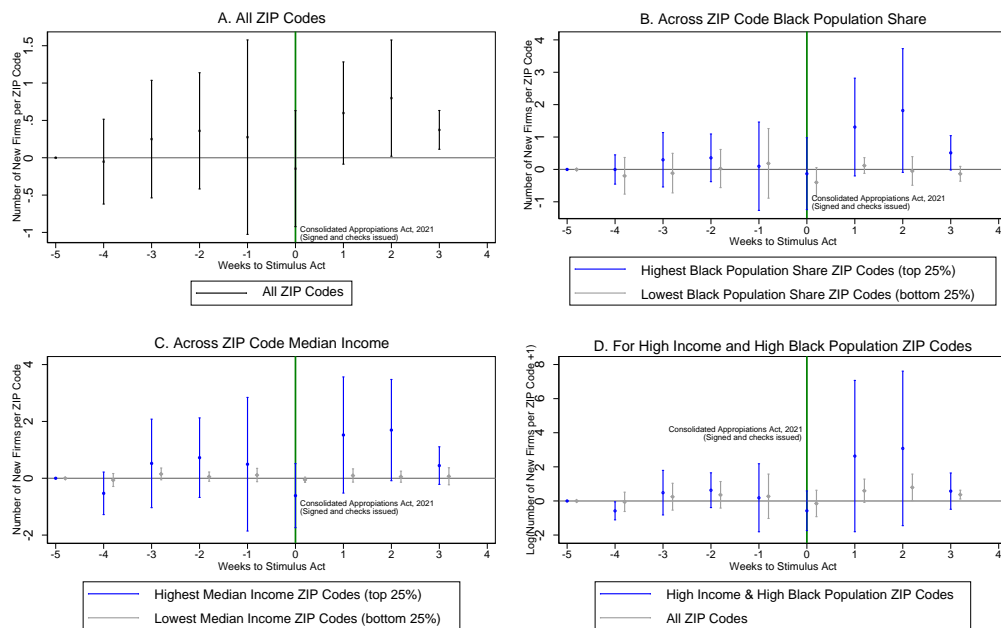 A. All ZIP Codes
Number of New Firms per ZIP Code
1.5
1
.5
0
-.5
-1
Consolidated Appropiations Act, 2021
(Signed and checks issued)
-5 -4 -3 -2 -1 0 1 2 3 4
Weeks to Stimulus Act
All ZIP Codes
B. Across ZIP Code Black Population Share
Number of New Firms per ZIP Code
4
3
2
1
0
-1
Consolidated Appropiations Act, 2021
(Signed and checks issued)
-5 -4 -3 -2 -1 0 1 2 3 4
Weeks to Stimulus Act
Highest Black Population Share ZIP Codes (top 25%)
Lowest Black Population Share ZIP Codes (bottom 25%)
C. Across ZIP Code Median Income
Number of New Firms per ZIP Code
4
2
0
-2
Consolidated Appropiations Act, 2021
(Signed and checks issued)
-5 -4 -3 -2 -1 0 1 2 3 4
Weeks to Stimulus Act
Highest Median Income ZIP Codes (top 25%)
Lowest Median Income ZIP Codes (bottom 25%)
D. For High Income and High Black Population ZIP Codes
Log(Number of New Firms per ZIP Code +1)
8
6
4
2
0
-2
Consolidated Appropiations Act, 2021
(Signed and checks issued)
-5 -4 -3 -2 -1 0 1 2 3 4
Weeks to Stimulus Act
High Income & High Black Population ZIP Codes
All ZIP Codes